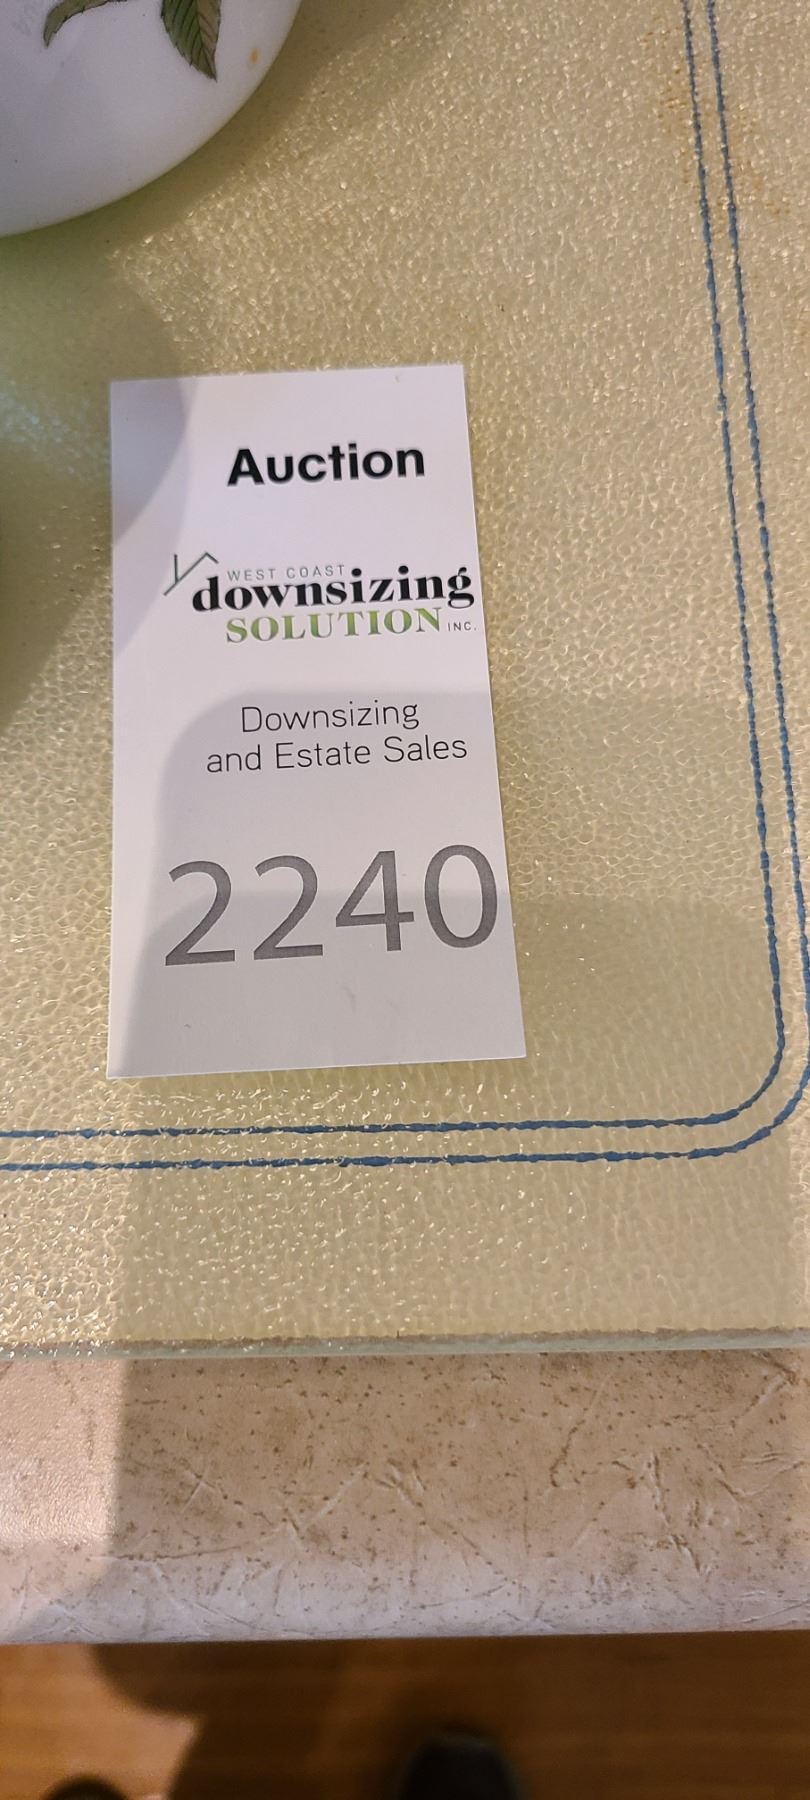 Auction
WEST COAST
downsizing
SOLUTION INC.
Downsizing
and Estate Sales
2240